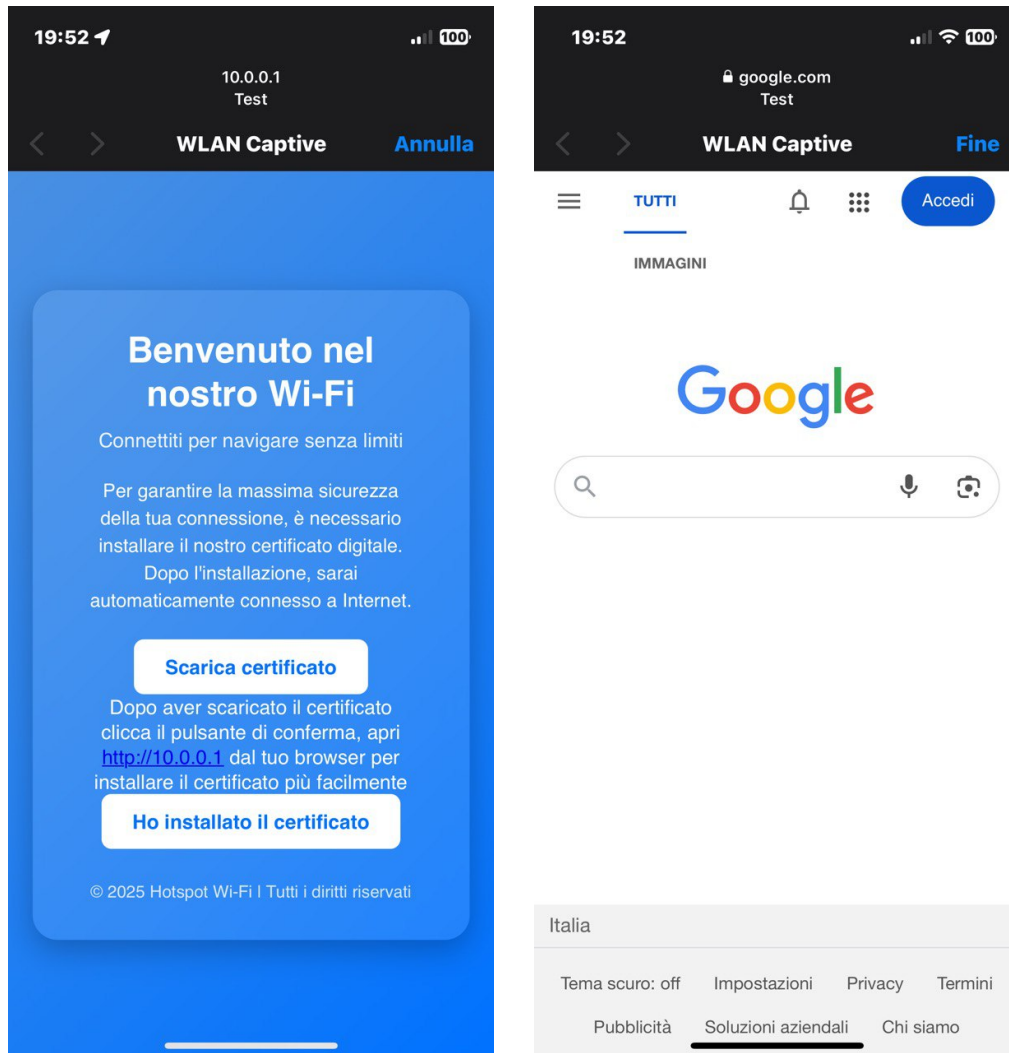 19:52
100
10.0.0.1
Test
WLAN Captive
Annulla
Benvenuto nel
nostro Wi-Fi
Connettiti per navigare senza limiti
Per garantire la massima sicurezza
della tua connessione, è necessario
installare il nostro certificato digitale.
Dopo l'installazione, sarai
automaticamente connesso a Internet.
Scarica certificato
Dopo aver scaricato il certificato
clicca il pulsante di conferma, apri
http://10.0.0.1 dal tuo browser per
installare il certificato più facilmente
Ho installato il certificato
© 2025 Hotspot Wi-Fi | Tutti i diritti riservati
19:52
100
google.com
Test
WLAN Captive
Fine
TUTTI
Accedi
IMMAGINI
Google
Italia
Tema scuro: off Impostazioni Privacy Termini
Pubblicità Soluzioni aziendali Chi siamo